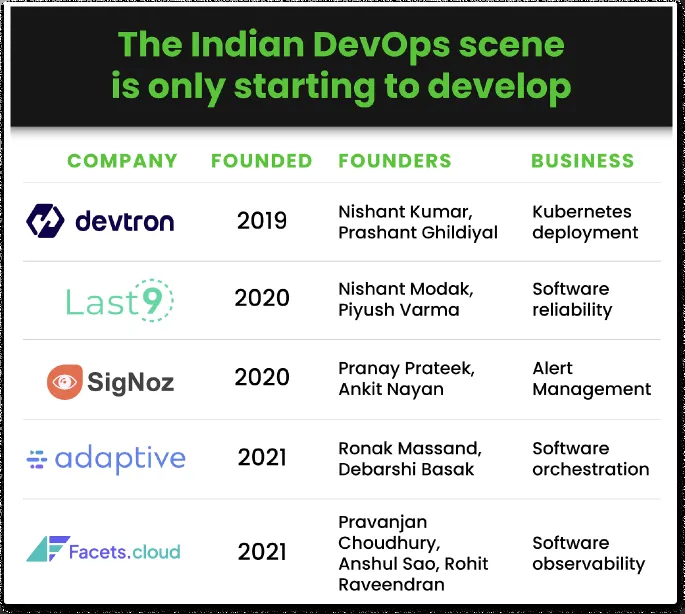 The Indian DevOps scene
is only starting to develop
COMPANY FOUNDED FOUNDERS BUSINESS
devtron 2019 Nishant Kumar, Kubernetes
Prashant Ghildiyal deployment
Last9 2020 Nishant Modak, Software
Piyush Varma reliability
SigNoz 2020 Pranay Prateek, Alert
Ankit Nayan Management
adaptive 2021 Ronak Massand, Software
Debarshi Basak orchestration
Facets.cloud 2021 Pravanjan
Choudhury, Software
Anshul Sao, Rohit observability
Raveendran